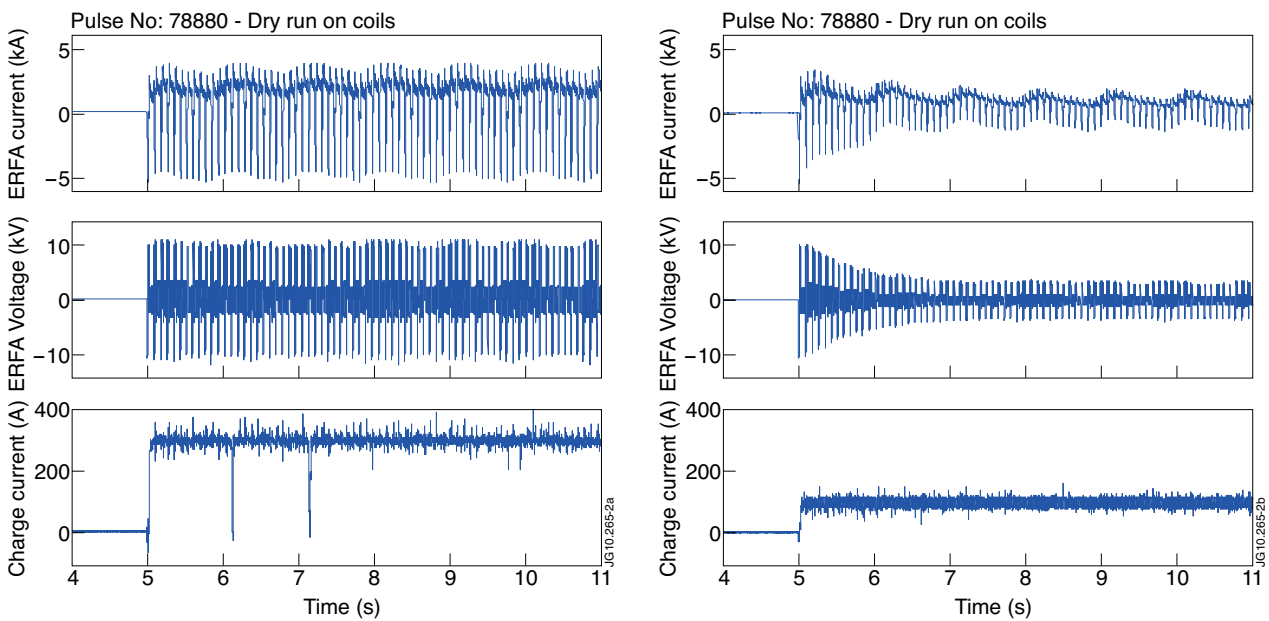 Pulse No: 78880 - Dry run on coils
ERFA current (kA)
5
0
−5
ERFA Voltage (kV)
10
0
−10
Charge current (A)
400
200
0
4 5 6 7 8 9 10 11
Time (s)
JG10.265-2a
Pulse No: 78880 - Dry run on coils
ERFA current (kA)
5
0
−5
ERFA Voltage (kV)
10
0
−10
Charge current (A)
400
200
0
4 5 6 7 8 9 10 11
Time (s)
JG10.265-2b